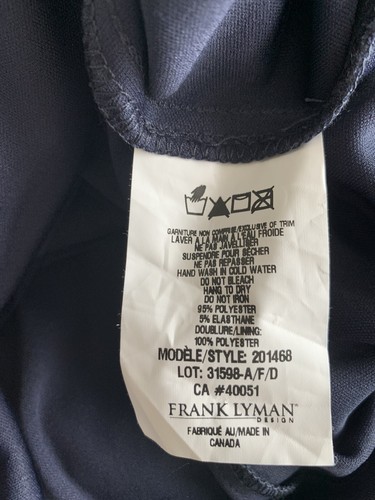 GARNITURE NON COMPRISE/EXCLUSIVE OF TRIM
LAVER A LA MAIN A L'EAU FROIDE
NE PAS JAVELLISER
SUSPENDRE POUR SÉCHER
NE PAS REPASSER
HAND WASH IN COLD WATER
DO NOT BLEACH
HANG TO DRY
DO NOT IRON
95% POLYESTER
5% ELASTHANE
DOUBLURE/LINING:
100% POLYESTER
MODÈLE/STYLE: 201468
LOT: 31598-A/F/D
CA #40051
FRANK LYMAN™
DESIGN
FABRIQUÉ AU/MADE IN
CANADA